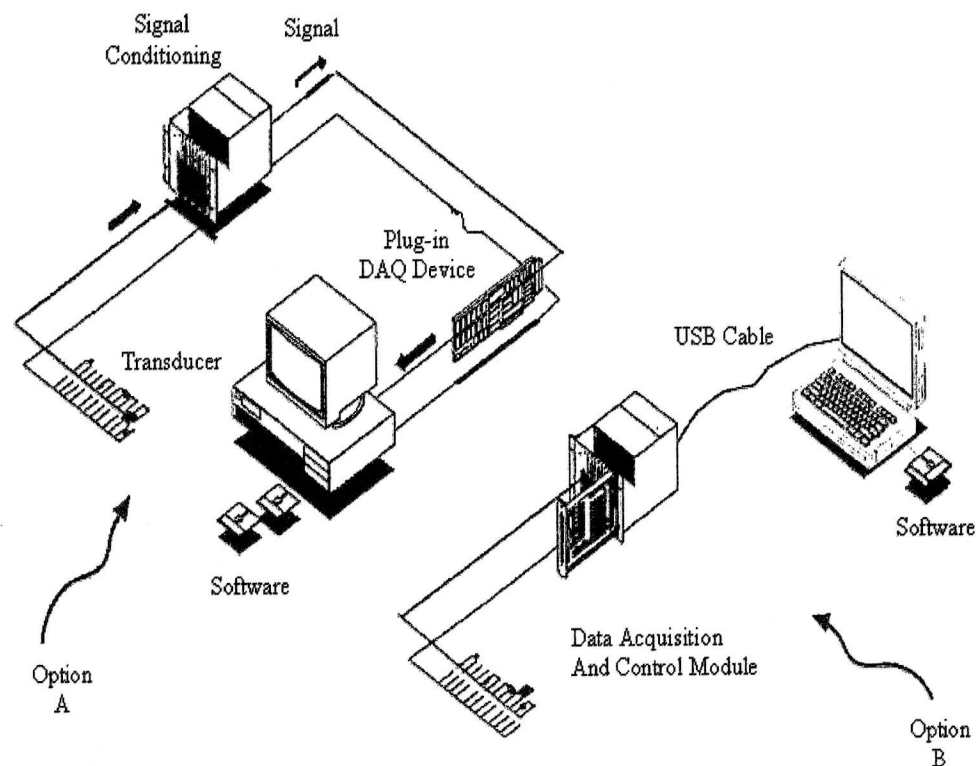 Signal
Conditioning
Signal
Plug-in
DAQ Device
Transducer
USB Cable
Software
Software
Data Acquisition
And Control Module
Option
A
Option
B